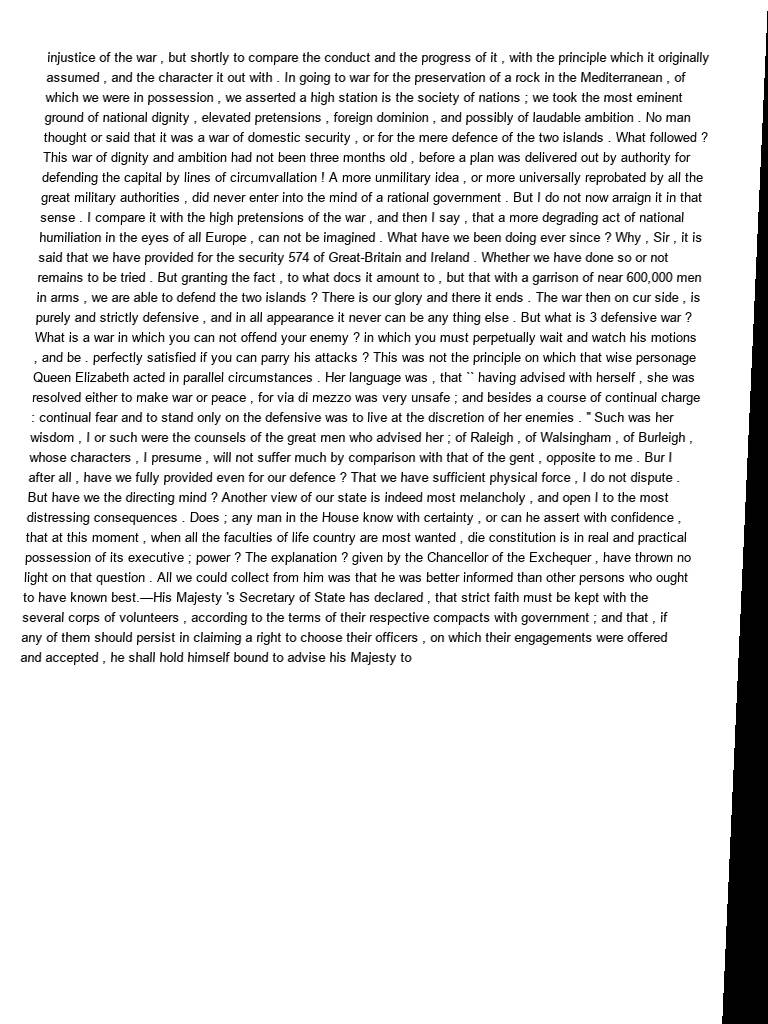 injustice of the war , but shortly to compare the conduct and the progress of it , with the principle which it originally
assumed , and the character it out with . In going to war for the preservation of a rock in the Mediterranean , of
which we were in possession , we asserted a high station is the society of nations ; we took the most eminent
ground of national dignity , elevated pretensions , foreign dominion , and possibly of laudable ambition . No man
thought or said that it was a war of domestic security , or for the mere defence of the two islands . What followed ?
This war of dignity and ambition had not been three months old , before a plan was delivered out by authority for
defending the capital by lines of circumvallation ! A more unmilitary idea , or more universally reprobated by all the
great military authorities , did never enter into the mind of a rational government . But I do not now arraign it in that
sense . I compare it with the high pretensions of the war , and then I say , that a more degrading act of national
humiliation in the eyes of all Europe , can not be imagined . What have we been doing ever since ? Why , Sir , it is
said that we have provided for the security 574 of Great-Britain and Ireland . Whether we have done so or not
remains to be tried . But granting the fact , to what docs it amount to , but that with a garrison of near 600,000 men
in arms , we are able to defend the two islands ? There is our glory and there it ends . The war then on cur side , is
purely and strictly defensive , and in all appearance it never can be any thing else . But what is 3 defensive war ?
What is a war in which you can not offend your enemy ? in which you must perpetually wait and watch his motions
, and be . perfectly satisfied if you can parry his attacks ? This was not the principle on which that wise personage
Queen Elizabeth acted in parallel circumstances . Her language was , that `` having advised with herself , she was
resolved either to make war or peace , for via di mezzo was very unsafe ; and besides a course of continual charge
: continual fear and to stand only on the defensive was to live at the discretion of her enemies . " Such was her
wisdom , I or such were the counsels of the great men who advised her ; of Raleigh , of Walsingham , of Burleigh ,
whose characters , I presume , will not suffer much by comparison with that of the gent , opposite to me . Bur I
after all , have we fully provided even for our defence ? That we have sufficient physical force , I do not dispute .
But have we the directing mind ? Another view of our state is indeed most melancholy , and open I to the most
distressing consequences . Does ; any man in the House know with certainty , or can he assert with confidence ,
that at this moment , when all the faculties of life country are most wanted , die constitution is in real and practical
possession of its executive ; power ? The explanation ? given by the Chancellor of the Exchequer , have thrown no
light on that question . All we could collect from him was that he was better informed than other persons who ought
to have known best.—His Majesty 's Secretary of State has declared , that strict faith must be kept with the
several corps of volunteers , according to the terms of their respective compacts with government ; and that , if
any of them should persist in claiming a right to choose their officers , on which their engagements were offered
and accepted , he shall hold himself bound to advise his Majesty to